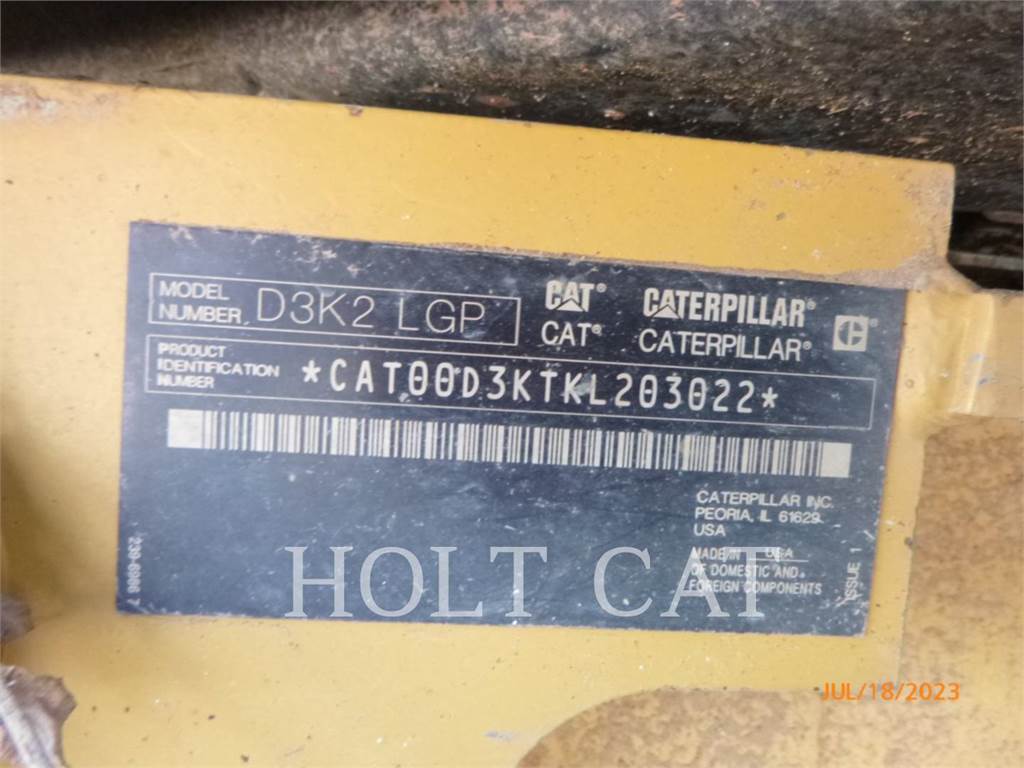 MODEL NUMBER D3K2 LGP
CAT® CATERPILLAR®
CAT® CATERPILLAR® C®
PRODUCT
IDENTIFICATION
NUMBER
*CAT00D3KTKL203022*
CATERPILLAR INC.
PEORIA, IL 61629
USA
MADE IN USA
OF DOMESTIC AND
FOREIGN COMPONENTS
ISSUE 1
HOLT CAT
JUL/18/2023